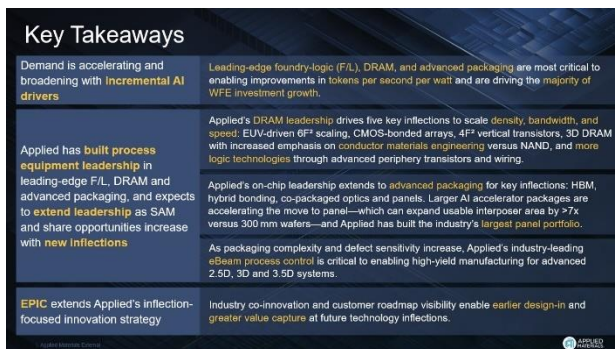 Key Takeaways
Demand is accelerating and
broadening with incremental AI
drivers
Leading-edge foundry-logic (F/L), DRAM, and advanced packaging are most critical to
enabling improvements in tokens per second per watt and are driving the majority of
WFE investment growth.
Applied has built process
equipment leadership in
leading-edge F/L, DRAM and
advanced packaging, and expects
to extend leadership as SAM
and share opportunities increase
with new inflections
Applied's DRAM leadership drives five key inflections to scale density, bandwidth, and
speed: EUV-driven 6F² scaling, CMOS-bonded arrays, 4F² vertical transistors, 3D DRAM
with increased emphasis on conductor materials engineering versus NAND, and more
logic technologies through advanced periphery transistors and wiring.
Applied's on-chip leadership extends to advanced packaging for key inflections: HBM,
hybrid bonding, co-packaged optics and panels. Larger AI accelerator packages are
accelerating the move to panel—which can expand usable interposer area by >7x
versus 300 mm wafers—and Applied has built the industry's largest panel portfolio.
As packaging complexity and defect sensitivity increase, Applied's industry-leading
eBeam process control is critical to enabling high-yield manufacturing for advanced
2.5D, 3D and 3.5D systems.
EPIC extends Applied's inflection-
focused innovation strategy
Industry co-innovation and customer roadmap visibility enable earlier design-in and
greater value capture at future technology inflections.
Applied Materials External
APPLIED
MATERIALS